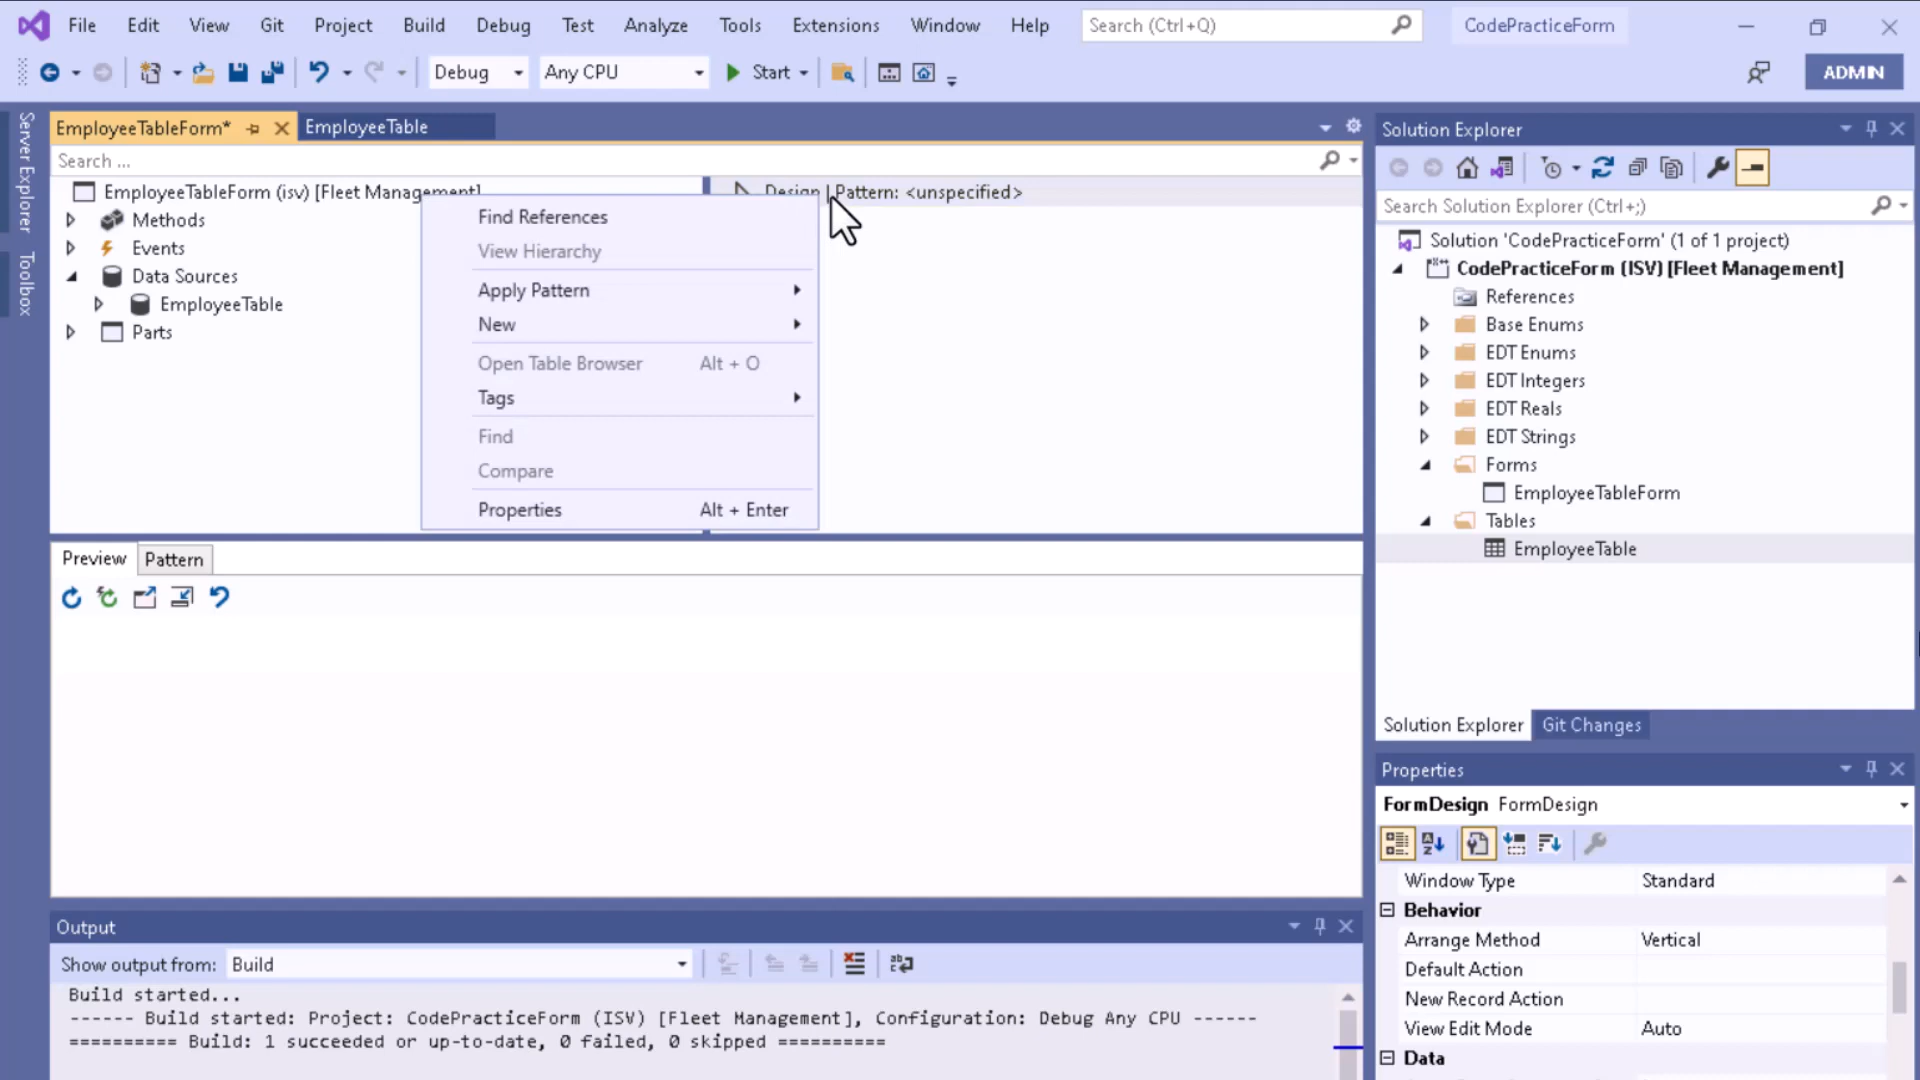 File Edit View Git Project Build Debug Test Analyze Tools Extensions Window Help Search (Ctrl+Q) CodePracticeForm
Debug Any CPU Start ADMIN
Server Explorer
Toolbox
EmployeeTableForm* EmployeeTable
Search ...
EmployeeTableForm (isv) [Fleet Management]
Methods
Events
Data Sources
EmployeeTable
Parts
Design | Pattern: <unspecified>
Find References
View Hierarchy
Apply Pattern
New
Open Table Browser Alt + O
Tags
Find
Compare
Properties Alt + Enter
Preview Pattern
Output
Show output from: Build
Build started...
------ Build started: Project: CodePracticeForm (ISV) [Fleet Management], Configuration: Debug Any CPU ------
========== Build: 1 succeeded or up-to-date, 0 failed, 0 skipped ==========
Solution Explorer
Search Solution Explorer (Ctrl+;)
Solution 'CodePracticeForm' (1 of 1 project)
CodePracticeForm (ISV) [Fleet Management]
References
Base Enums
EDT Enums
EDT Integers
EDT Reals
EDT Strings
Forms
EmployeeTableForm
Tables
EmployeeTable
Solution Explorer Git Changes
Properties
FormDesign FormDesign
Window Type Standard
Behavior
Arrange Method Vertical
Default Action
New Record Action
View Edit Mode Auto
Data